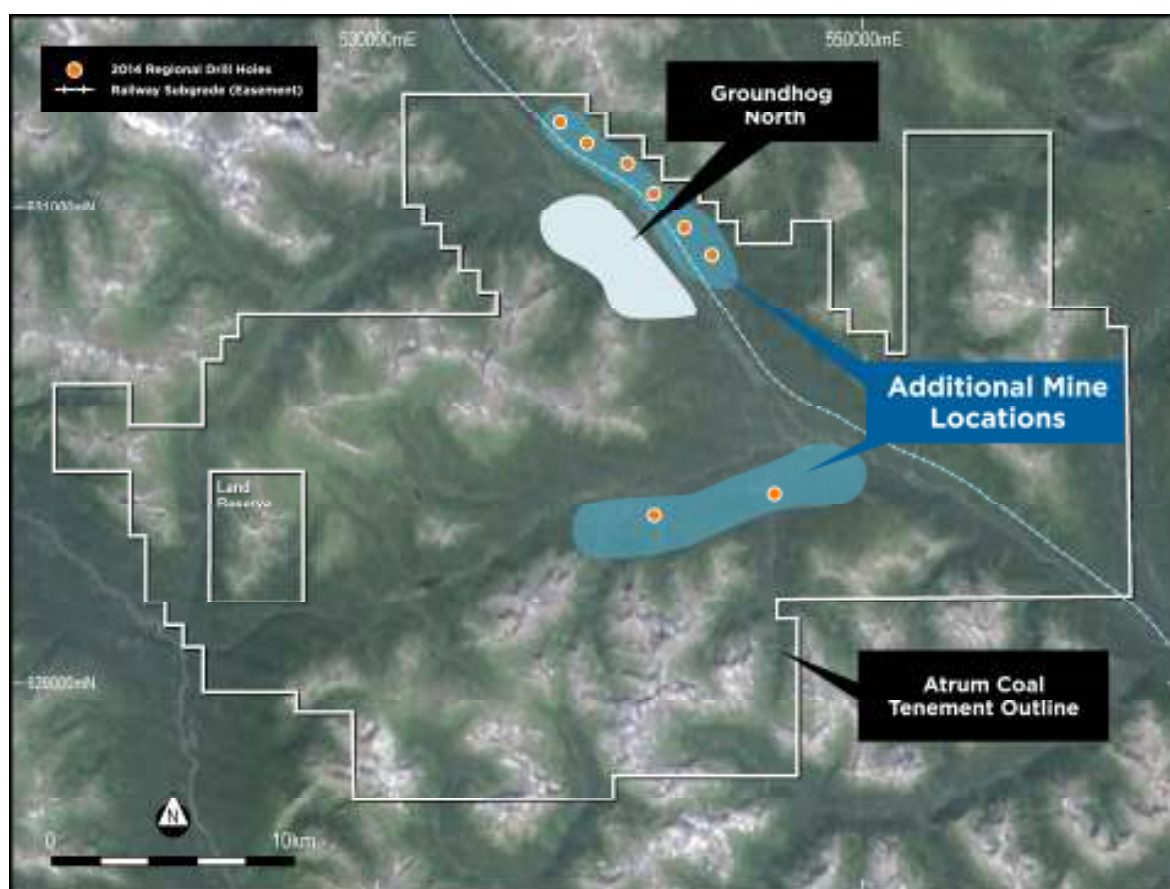 530000mE
550000mE
2014 Regional Drill Holes
Railway Subgrade (Easement)
Groundhog
North
Additional Mine
Locations
Land
Reserve
Atrum Coal
Tenement Outline
N
0
10km